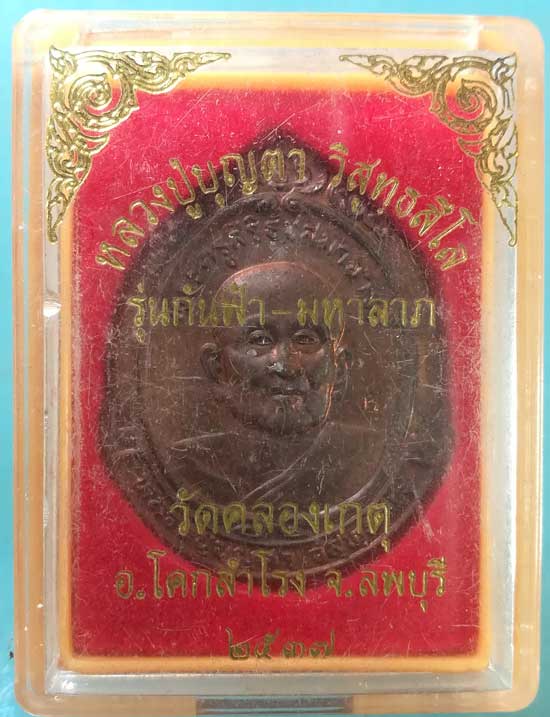 หลวงปู่บุญตา วิสุทธสีโล
รุ่นกันฟ้า-มหาลาภ
วัดคลองเกตุ
อ.โคกสำโรง จ.ลพบุรี
๒๕๓๗